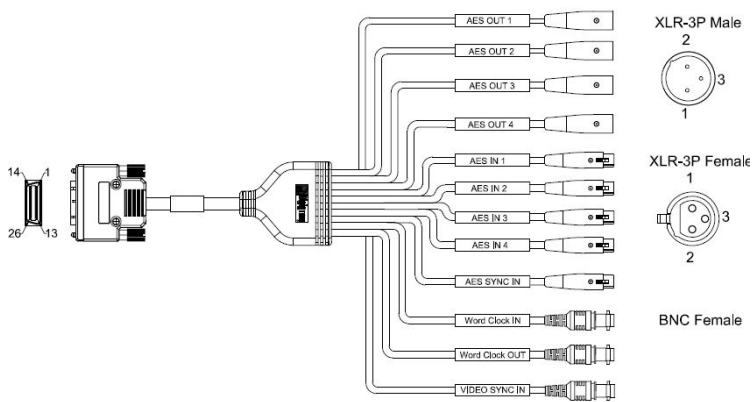 AES OUT 1
AES OUT 2
AES OUT 3
AES OUT 4
AES IN 1
AES IN 2
AES IN 3
AES IN 4
AES SYNC IN
Word Clock IN
Word Clock OUT
VIDEO SYNC IN
14 1
26 13
XLR-3P Male
2
3
1
XLR-3P Female
1
3
2
BNC Female